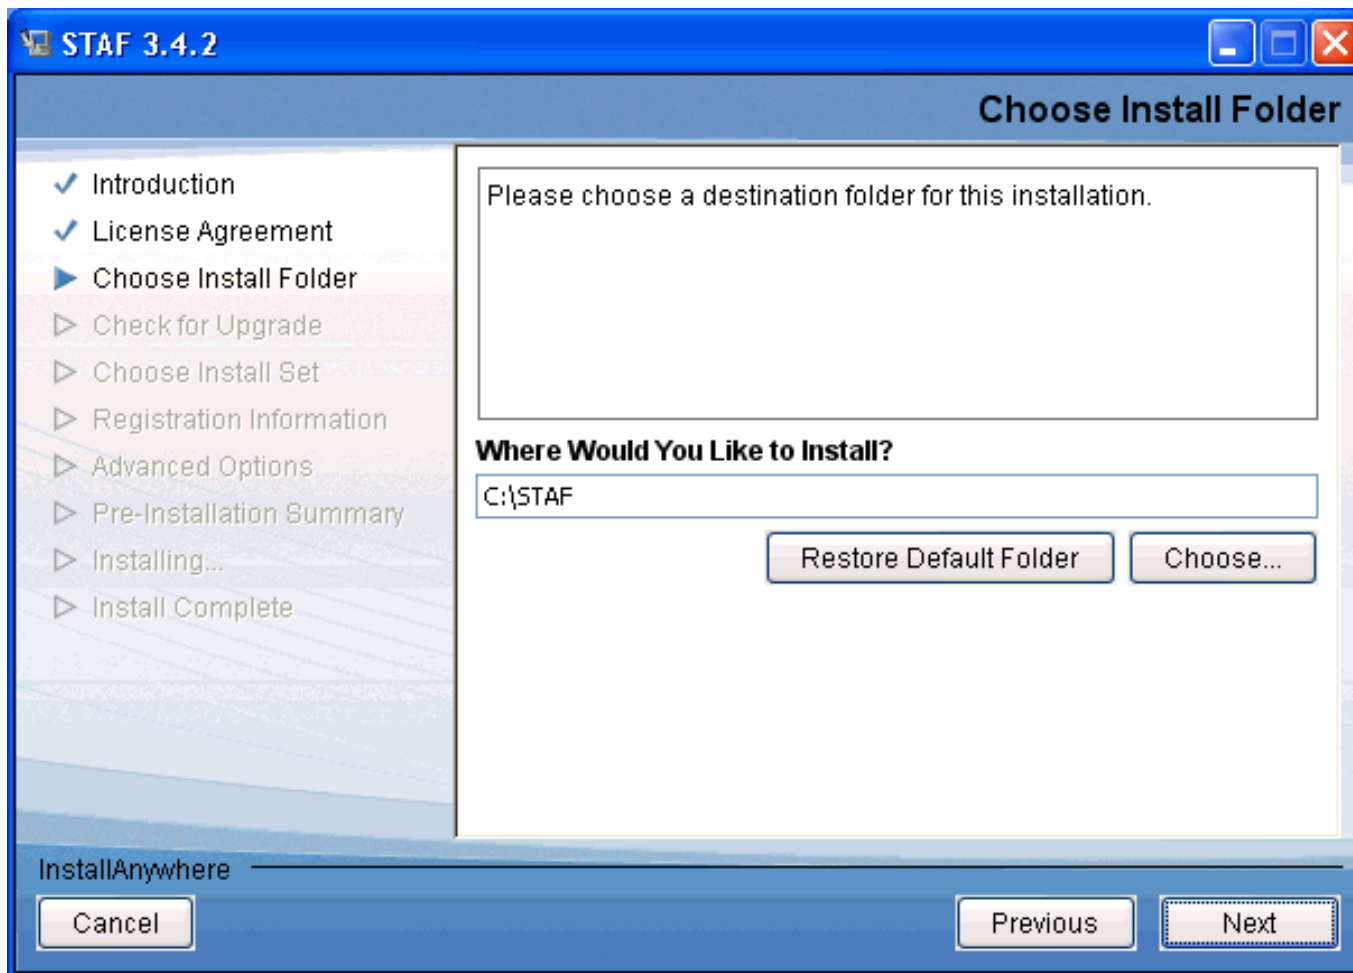 STAF 3.4.2
Choose Install Folder
Introduction
License Agreement
Choose Install Folder
Check for Upgrade
Choose Install Set
Registration Information
Advanced Options
Pre-Installation Summary
Installing...
Install Complete
Please choose a destination folder for this installation.
Where Would You Like to Install?
C:\STAF
Restore Default Folder
Choose...
InstallAnywhere
Cancel
Previous
Next